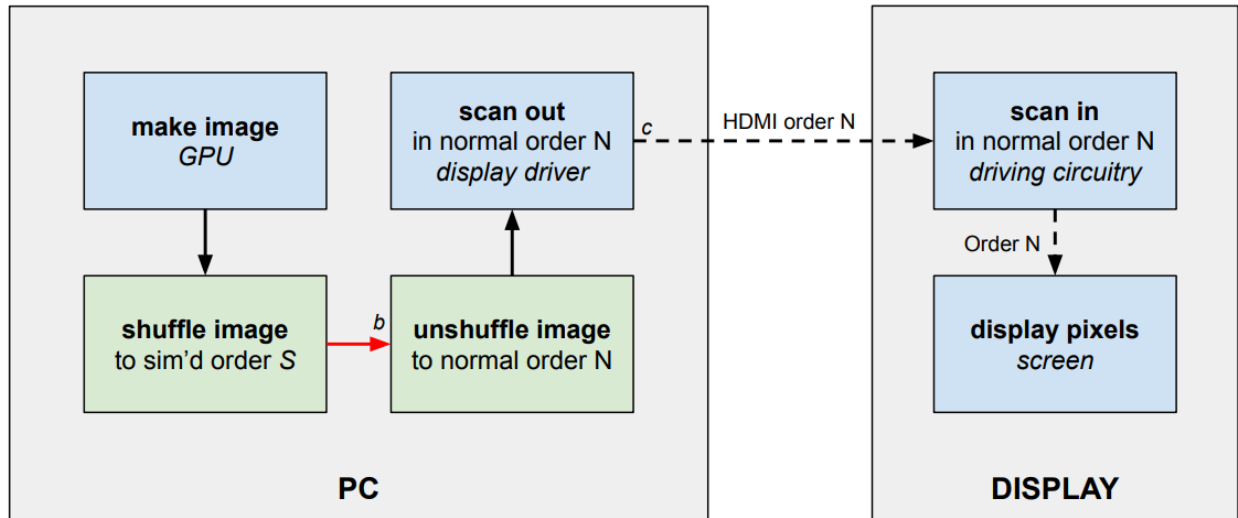 make image
GPU
scan out
in normal order N
display driver
c
HDMI order N
scan in
in normal order N
driving circuitry
Order N
shuffle image
to sim’d order S
b
unshuffle image
to normal order N
display pixels
screen
PC
DISPLAY